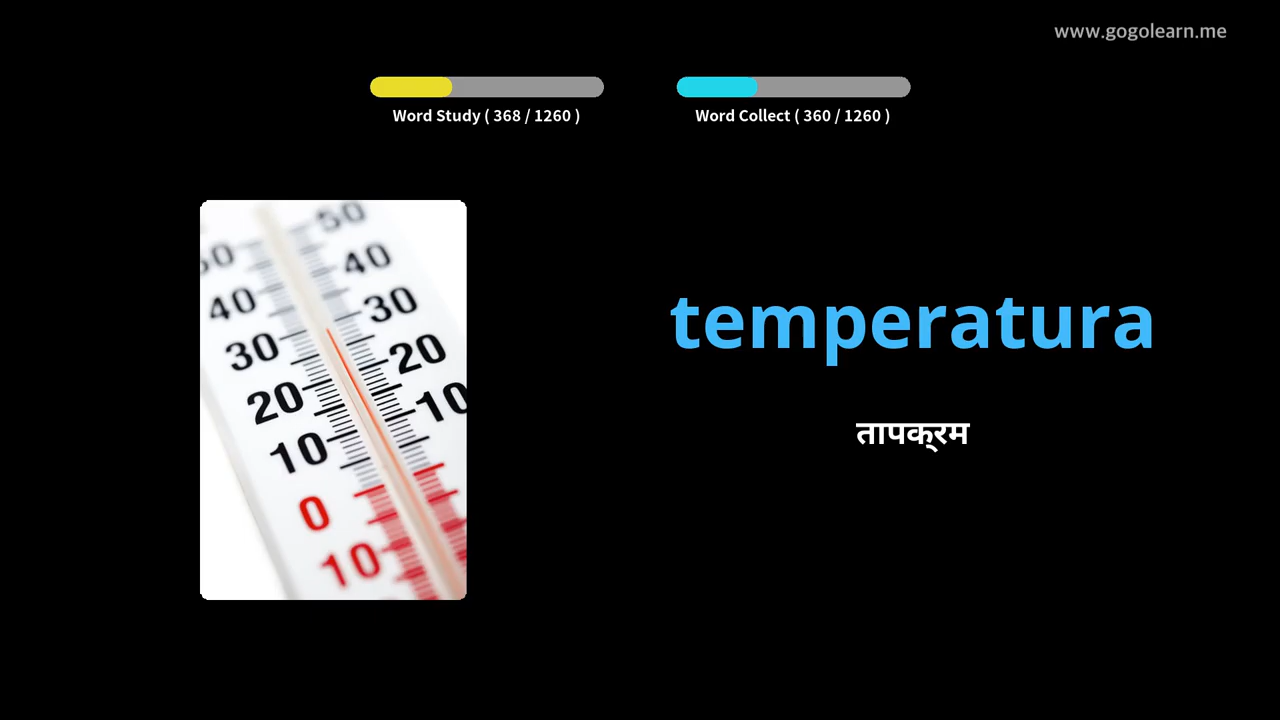 www.gogolearn.me
Word Study ( 368 / 1260 )
Word Collect ( 360 / 1260 )
50
50
40
40
30
30
20
20
10
10
0
10
temperatura
तापक्रम